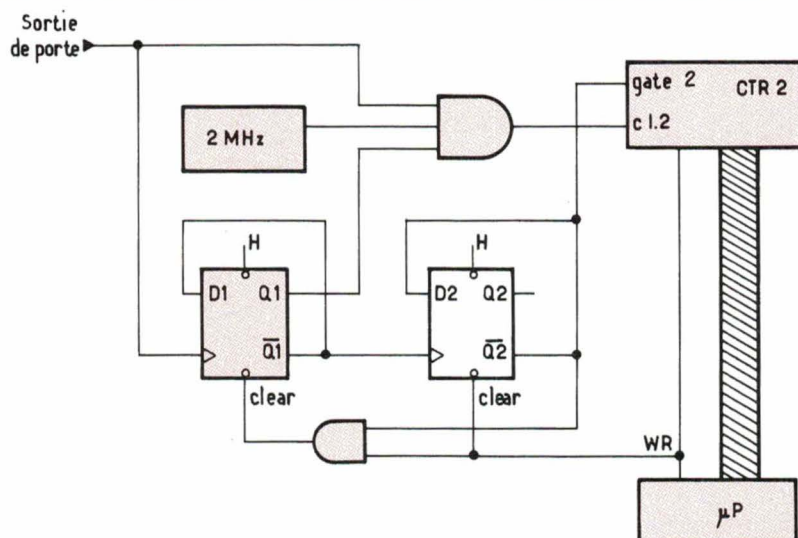 Sortie
de porte
gate 2
CTR 2
cl.2
2 MHz
H
H
D1
Q1
D2
Q2
Q̅1
Q̅2
clear
clear
WR
μP